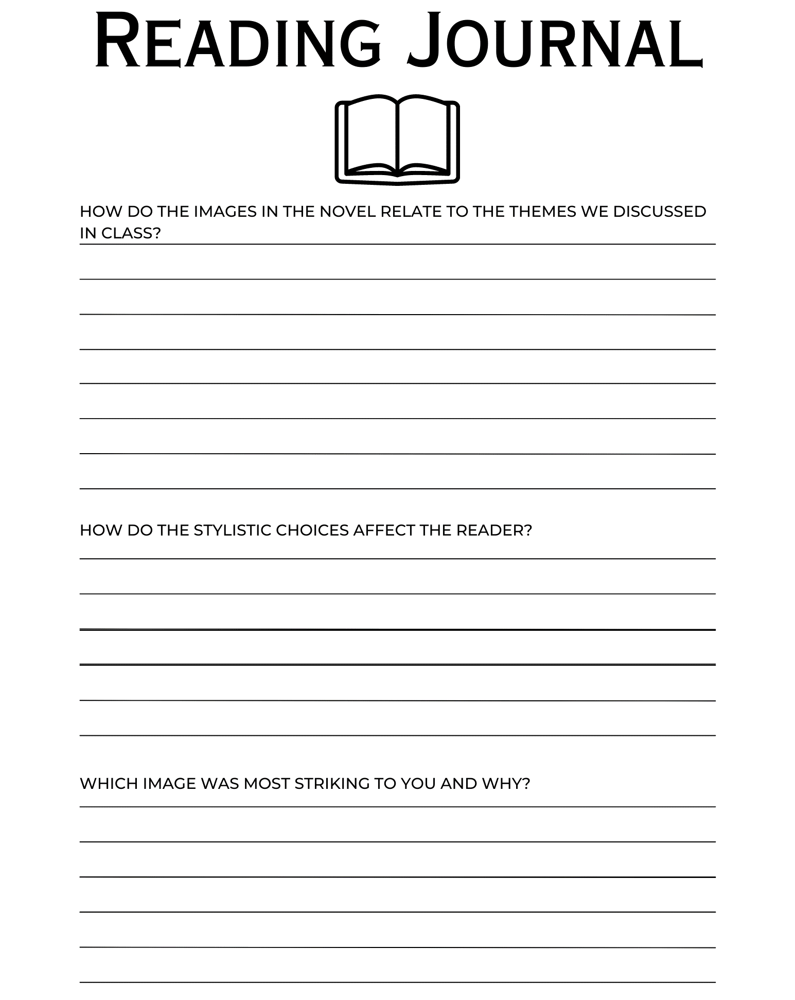 READING JOURNAL
HOW DO THE IMAGES IN THE NOVEL RELATE TO THE THEMES WE DISCUSSED
IN CLASS?
HOW DO THE STYLISTIC CHOICES AFFECT THE READER?
WHICH IMAGE WAS MOST STRIKING TO YOU AND WHY?